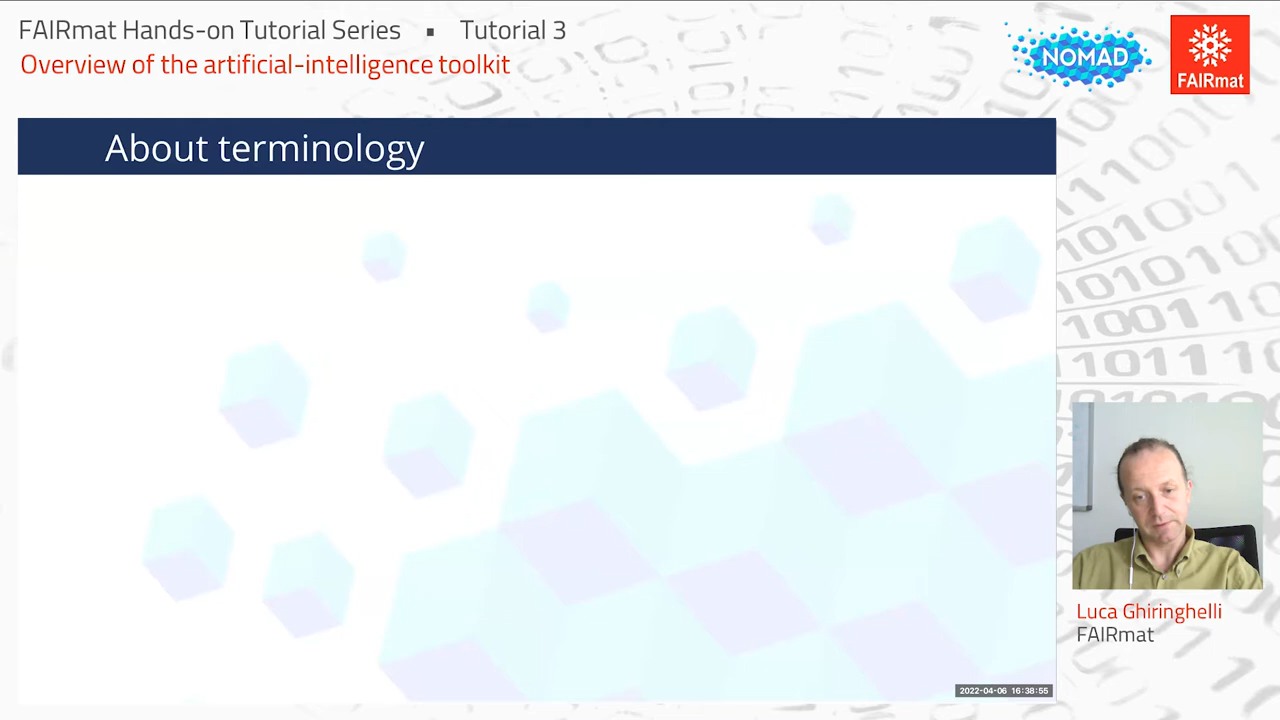 FAIRmat Hands-on Tutorial Series ▪ Tutorial 3
Overview of the artificial-intelligence toolkit
NOMAD
FAIRmat
About terminology
Luca Ghiringhelli
FAIRmat
2022-04-06 16:38:55